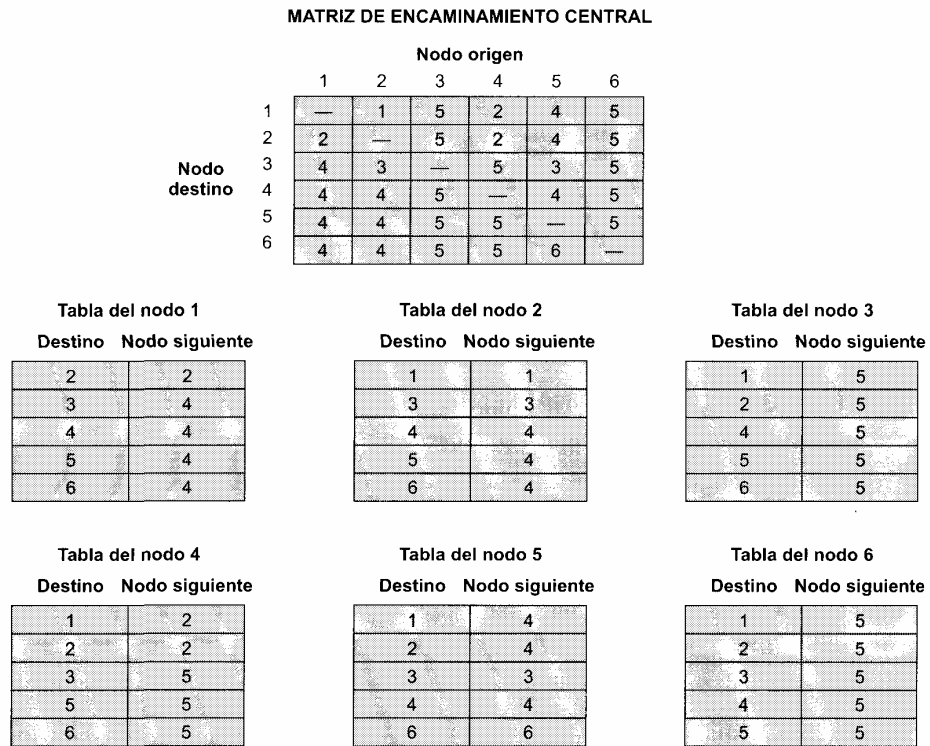 MATRIZ DE ENCAMINAMIENTO CENTRAL
Nodo origen
1 2 3 4 5 6
1 — 1 5 2 4 5
2 2 — 5 2 4 5
Nodo destino
3 4 3 — 5 3 5
4 4 4 5 — 4 5
5 4 4 5 5 — 5
6 4 4 5 5 6 —
Tabla del nodo 1
Destino Nodo siguiente
2 2
3 4
4 4
5 4
6 4
Tabla del nodo 2
Destino Nodo siguiente
1 1
3 3
4 4
5 4
6 4
Tabla del nodo 3
Destino Nodo siguiente
1 5
2 5
4 5
5 5
6 5
Tabla del nodo 4
Destino Nodo siguiente
1 2
2 2
3 5
5 5
6 5
Tabla del nodo 5
Destino Nodo siguiente
1 4
2 4
3 3
4 4
6 6
Tabla del nodo 6
Destino Nodo siguiente
1 5
2 5
3 5
4 5
5 5